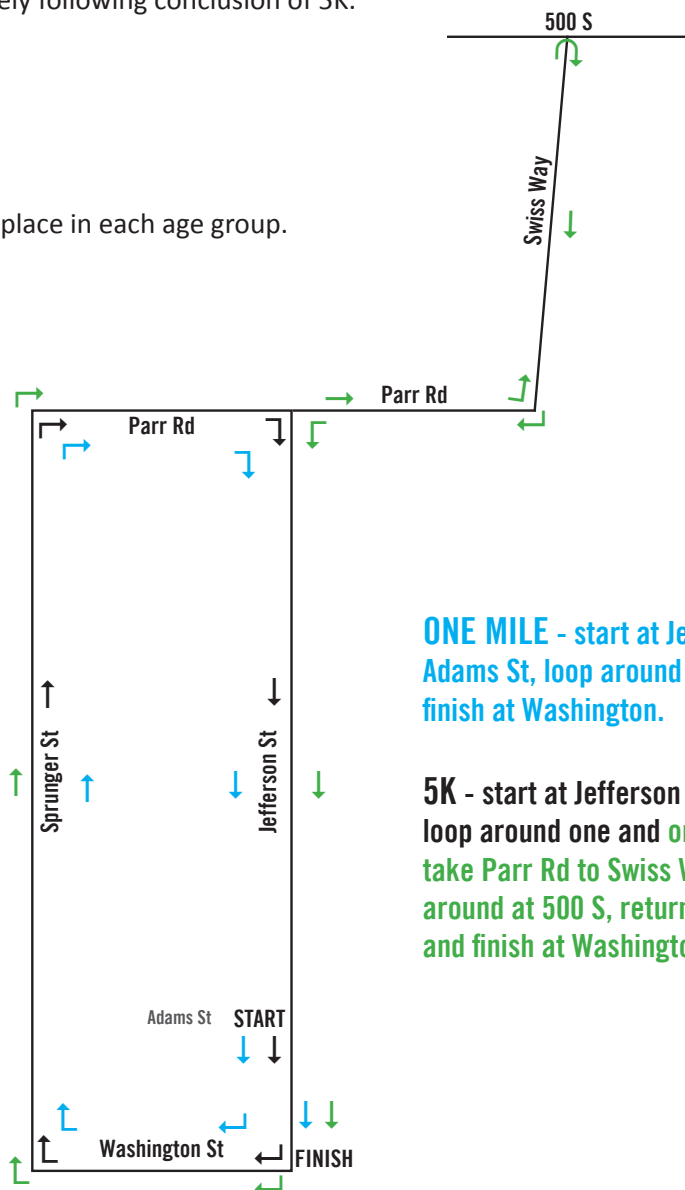 following conclusion of 5K.
500 S
Swiss Way
place in each age group.
Parr Rd
Parr Rd
ONE MILE - start at
Adams St, loop around
finish at Washington.
Sprunger St
Jefferson St
5K - start at Jefferson
loop around one and
take Parr Rd to Swiss
around at 500 S, return
and finish at
Adams St START
Washington St
FINISH